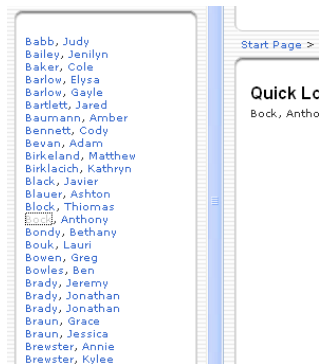 Babb, Judy
Bailey, Jenilyn
Baker, Cole
Barlow, Elysa
Barlow, Gayle
Bartlett, Jared
Baumann, Amber
Bennett, Cody
Bevan, Adam
Birkeland, Matthew
Birklacich, Kathryn
Black, Javier
Blauer, Ashton
Block, Thiomas
Bock, Anthony
Bondy, Bethany
Bouk, Lauri
Bowen, Greg
Bowles, Ben
Brady, Jeremy
Brady, Jonathan
Brady, Jonathan
Braun, Grace
Braun, Jessica
Brewster, Annie
Brewster, Kylee
Start Page >
Quick Lo
Bock, Antho